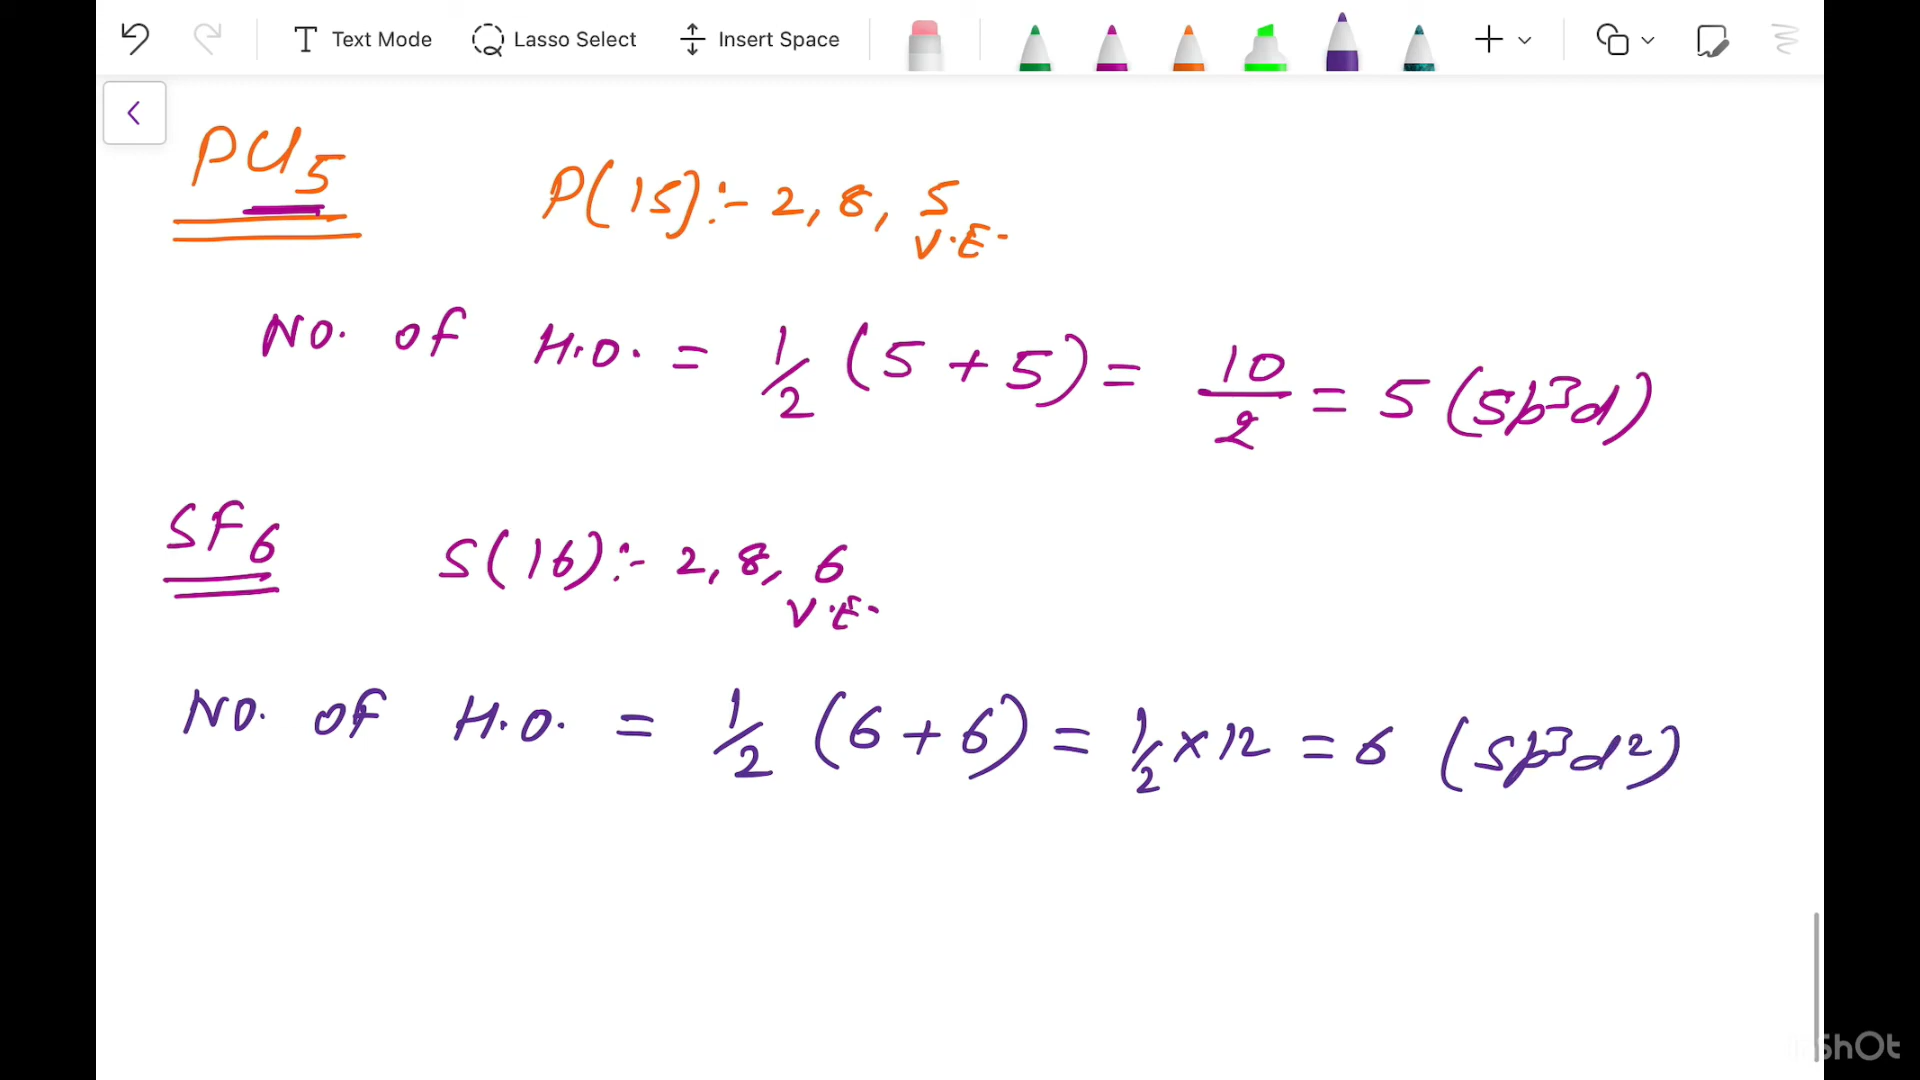 Text Mode Lasso Select Insert Space
PCl5
P(15):- 2, 8, 5
V.E.
No. of H.O. = 1/2 (5 + 5) = 10/2 = 5 (sp³d)
SF6
S(16):- 2, 8, 6
V.E.
No. of H.O. = 1/2 (6 + 6) = 1/2 × 12 = 6 (sp³d²)